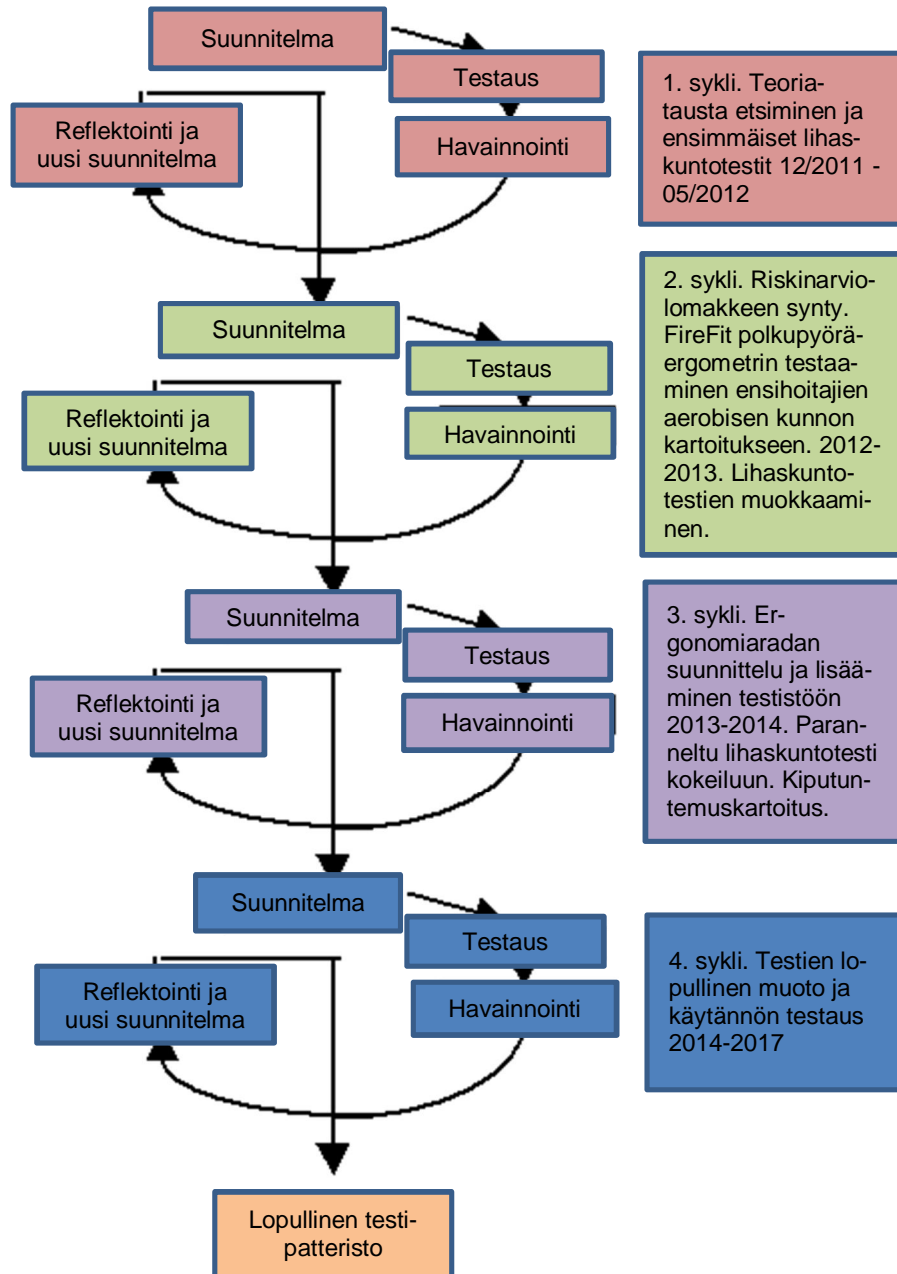 Suunnitelma
Testaus
Havainnointi
Reflektointi ja
uusi suunnitelma
1. sykli. Teoria-
tausta etsiminen ja
ensimmäiset lihas-
kuntotestit 12/2011 -
05/2012
Suunnitelma
Testaus
Havainnointi
Reflektointi ja
uusi suunnitelma
2. sykli. Riskinarvio-
lomakkeen synty.
FireFit polkupyörä-
ergometrin testaa-
minen ensihoitajien
aerobisen kunnon
kartoitukseen. 2012-
2013. Lihaskunto-
testien muokkaami-
nen.
Suunnitelma
Testaus
Havainnointi
Reflektointi ja
uusi suunnitelma
3. sykli. Er-
gonomiaradan
suunnittelu ja li­sää-
minen testistöön
2013-2014. Paran-
neltu lihaskuntotesti
kokeiluun. Kiputun-
temuskartoitus.
Suunnitelma
Testaus
Havainnointi
Reflektointi ja
uusi suunnitelma
4. sykli. Testien lo-
pullinen muoto ja
käytännön testaus
2014-2017
Lopullinen testi-
patteristo